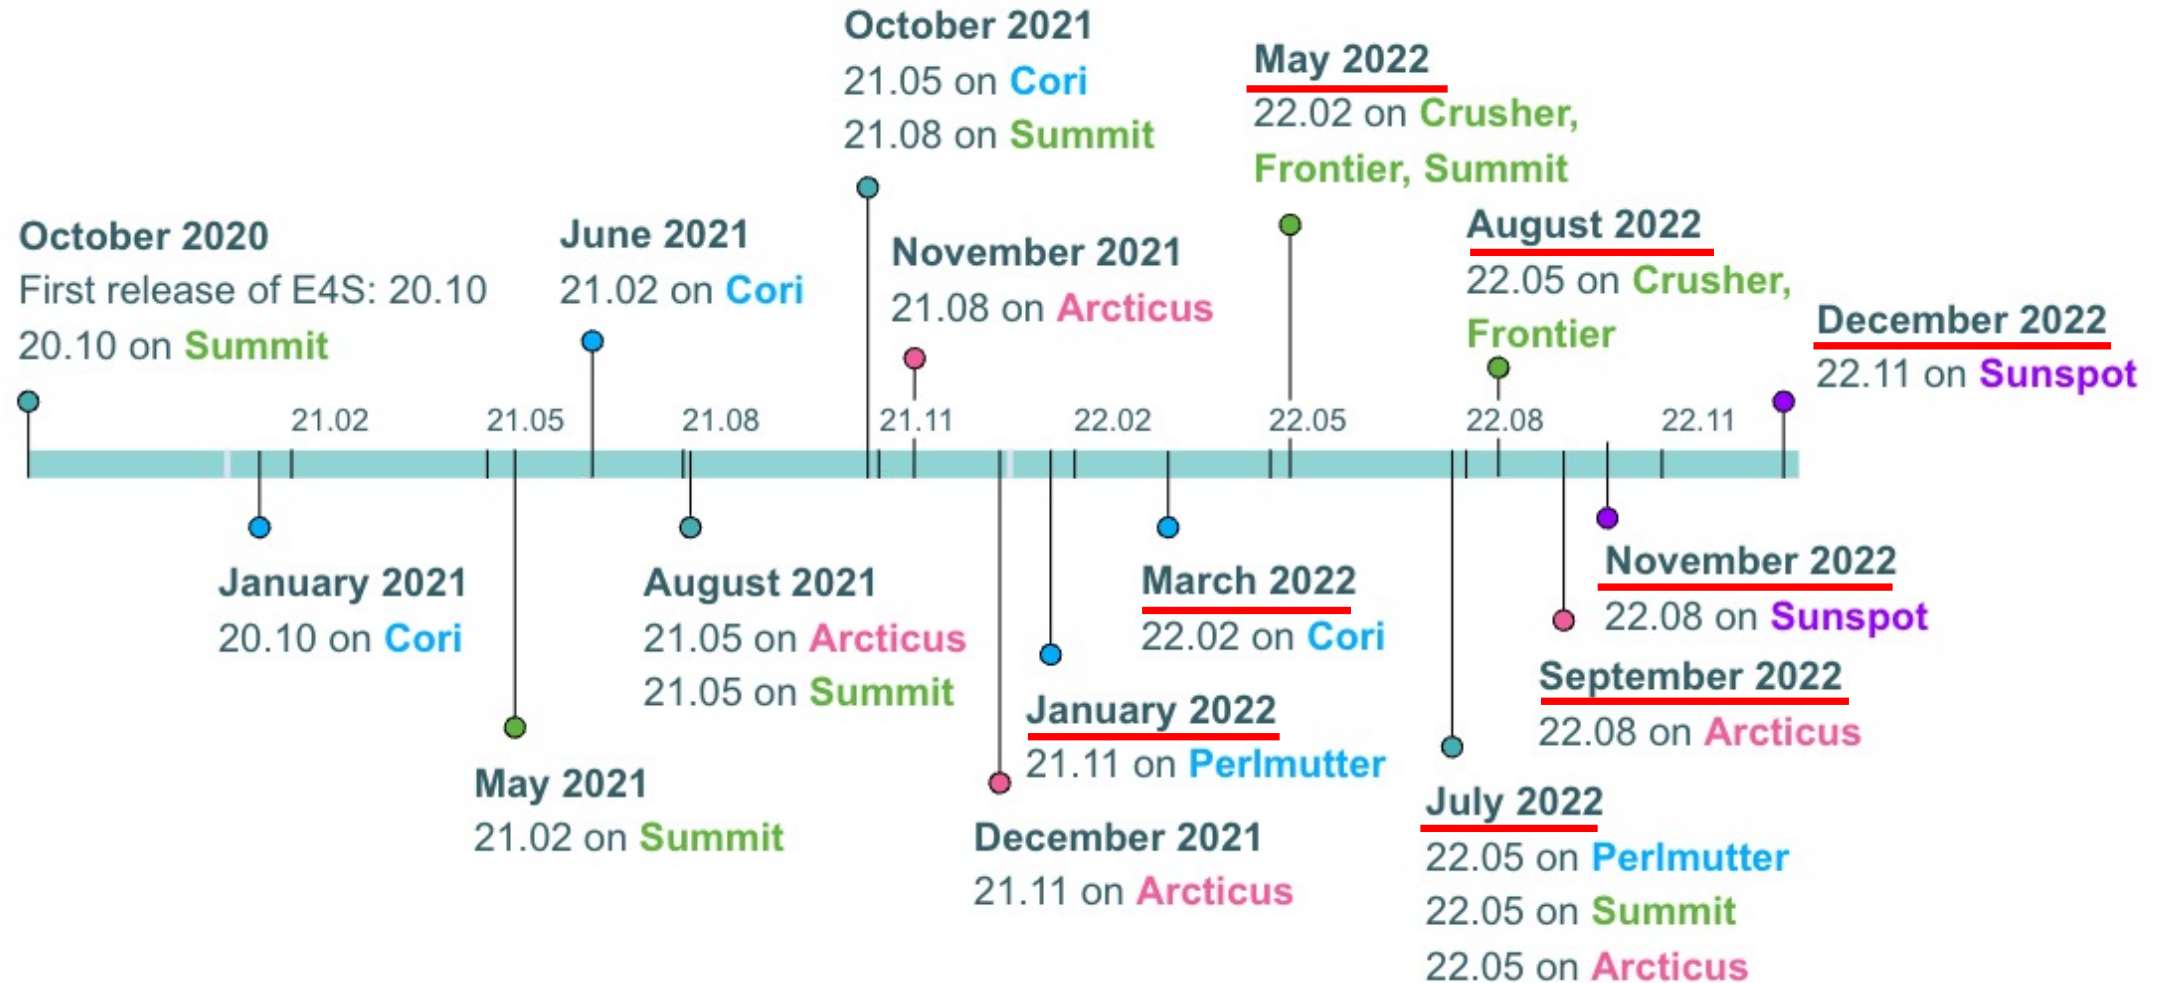 October 2020
First release of E4S: 20.10
20.10 on Summit
January 2021
20.10 on Cori
May 2021
21.02 on Summit
June 2021
21.02 on Cori
August 2021
21.05 on Arcticus
21.05 on Summit
October 2021
21.05 on Cori
21.08 on Summit
November 2021
21.08 on Arcticus
December 2021
21.11 on Arcticus
January 2022
21.11 on Perlmutter
March 2022
22.02 on Cori
May 2022
22.02 on Crusher,
Frontier, Summit
July 2022
22.05 on Perlmutter
22.05 on Summit
22.05 on Arcticus
August 2022
22.05 on Crusher,
Frontier
September 2022
22.08 on Arcticus
November 2022
22.08 on Sunspot
December 2022
22.11 on Sunspot
21.02 21.05 21.08 21.11 22.02 22.05 22.08 22.11